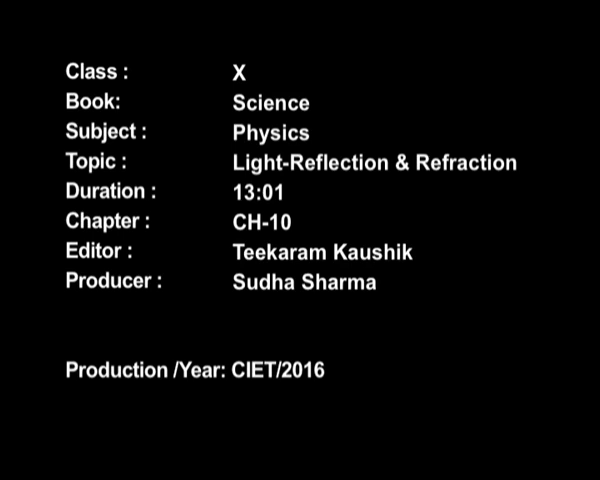 Class : X
Book: Science
Subject : Physics
Topic : Light-Reflection & Refraction
Duration : 13:01
Chapter : CH-10
Editor : Teekaram Kaushik
Producer : Sudha Sharma
Production /Year: CIET/2016